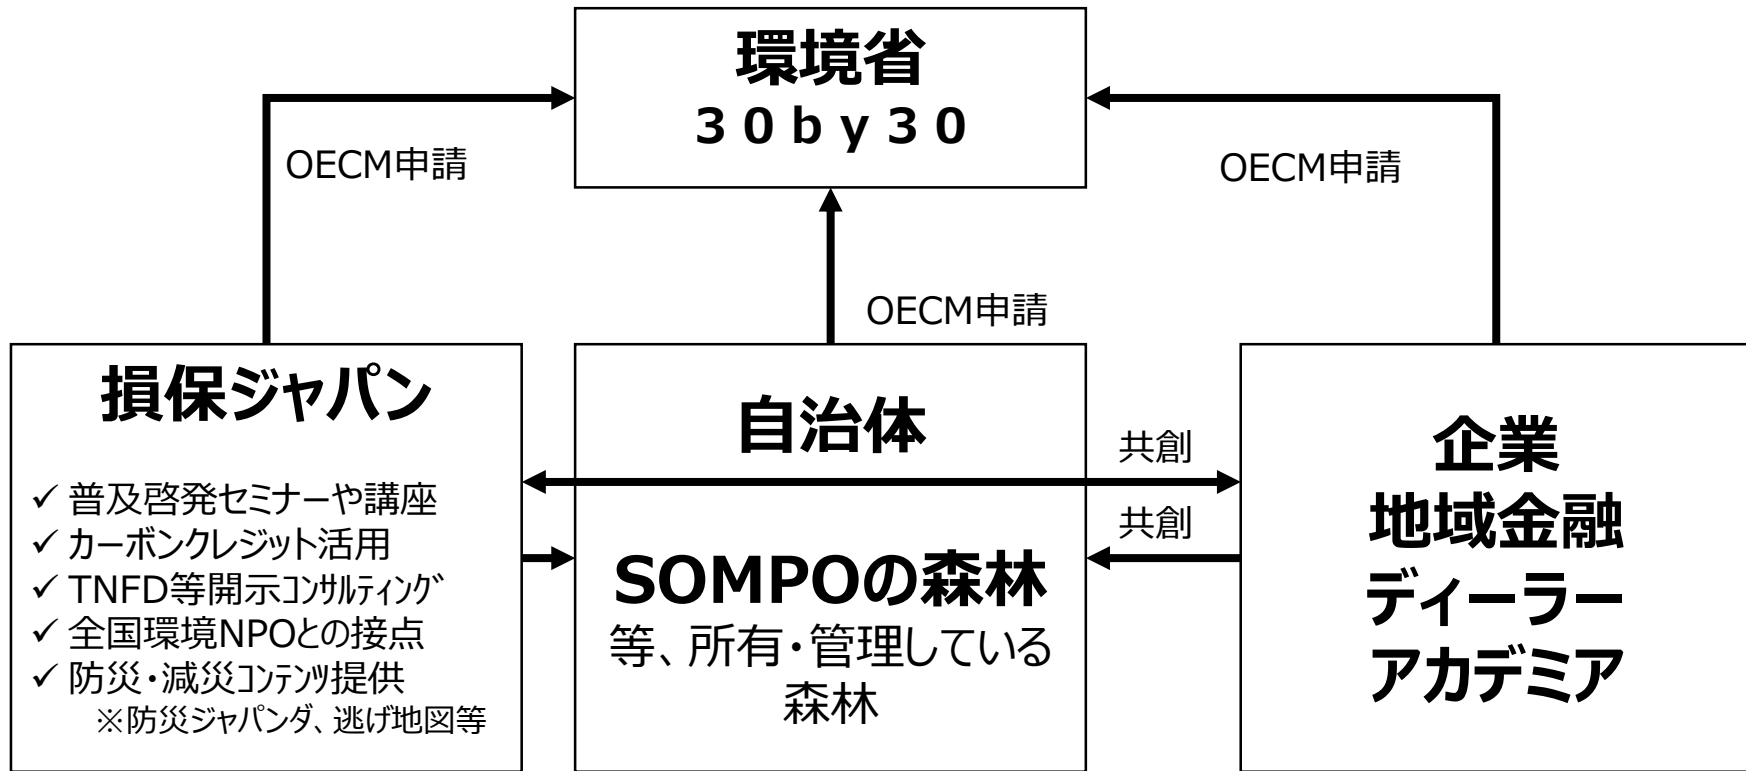 環境省
３０ｂｙ３０
OECM申請
OECM申請
OECM申請
損保ジャパン
✓ 普及啓発セミナーや講座
✓ カーボンクレジット活用
✓ TNFD等開示ｺﾝｻﾙﾃｨﾝｸﾞ
✓ 全国環境NPOとの接点
✓ 防災・減災ｺﾝﾃﾝﾂ提供
※防災ジャパンダ、逃げ地図等
自治体
SOMPOの森林
等、所有・管理している
森林
共創
共創
企業
地域金融
ディーラー
アカデミア